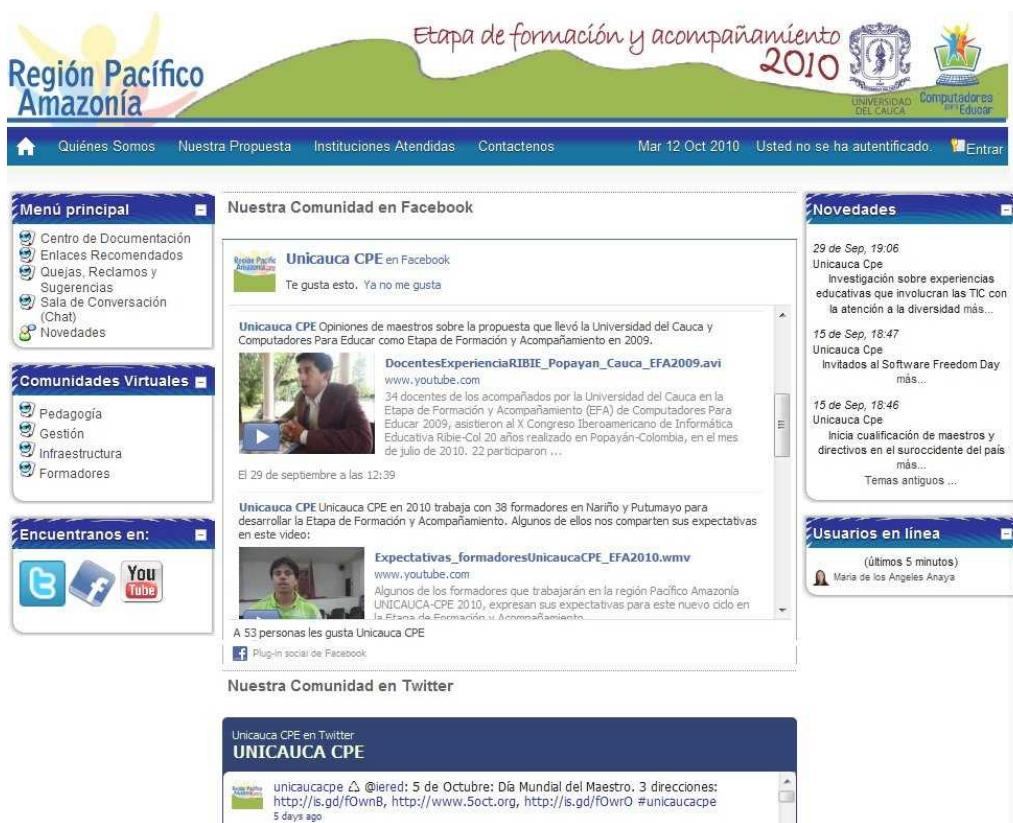 Región Pacífico
Amazonía
Etapa de formación y acompañamiento
2010
UNIVERSIDAD
DEL CAUCA
Computadores
para Educar
Quiénes Somos
Nuestra Propuesta
Instituciones Atendidas
Contactenos
Mar 12 Oct 2010
Usted no se ha autentificado.
Entrar
Menú principal
Centro de Documentación
Enlaces Recomendados
Quejas, Reclamos y
Sugerencias
Sala de Conversación
(Chat)
Novedades
Comunidades Virtuales
Pedagogía
Gestión
Infraestructura
Formadores
Encuentranos en:
You
Tube
Nuestra Comunidad en Facebook
Unicauca CPE en Facebook
Te gusta esto. Ya no me gusta
Unicauca CPE Opiniones de maestros sobre la propuesta que llevó la Universidad del Cauca y
Computadores Para Educar como Etapa de Formación y Acompañamiento en 2009.
DocentesExperienciaRIBIE_Popayan_Cauca_EFA2009.avi
www.youtube.com
34 docentes de los acompañados por la Universidad del Cauca en la
Etapa de Formación y Acompañamiento (EFA) de Computadores Para
Educar 2009, asistieron al X Congreso Iberoamericano de Informática
Educativa Ribie-Col 20 años realizado en Popayán-Colombia, en el mes
de julio de 2010. 22 participaron ...
El 29 de septiembre a las 12:39
Unicauca CPE Unicauca CPE en 2010 trabaja con 38 formadores en Nariño y Putumayo para
desarrollar la Etapa de Formación y Acompañamiento. Algunos de ellos nos comparten sus expectativas
en este video:
Expectativas_formadoresUnicaucaCPE_EFA2010.wmv
www.youtube.com
Algunos de los formadores que trabajarán en la región Pacífico Amazonía
UNICAUCA-CPE 2010, expresan sus expectativas para este nuevo ciclo en
la Etapa de Formación y Acompañamiento
A 53 personas les gusta Unicauca CPE
Plug-in social de Facebook
Nuestra Comunidad en Twitter
Unicauca CPE en Twitter
UNICAUCA CPE
unicaucacpe @iered: 5 de Octubre: Día Mundial del Maestro. 3 direcciones:
http://is.gd/fOwnB, http://www.5oct.org, http://is.gd/fOwrO #unicaucacpe
5 days ago
Novedades
29 de Sep, 19:06
Unicauca Cpe
Investigación sobre experiencias
educativas que involucran las TIC con
la atención a la diversidad más...
15 de Sep, 18:47
Unicauca Cpe
Invitados al Software Freedom Day
más...
15 de Sep, 18:46
Unicauca Cpe
Inicia cualificación de maestros y
directivos en el suroccidente del país
más...
Temas antiguos ...
Usuarios en línea
(últimos 5 minutos)
Maria de los Angeles Anaya